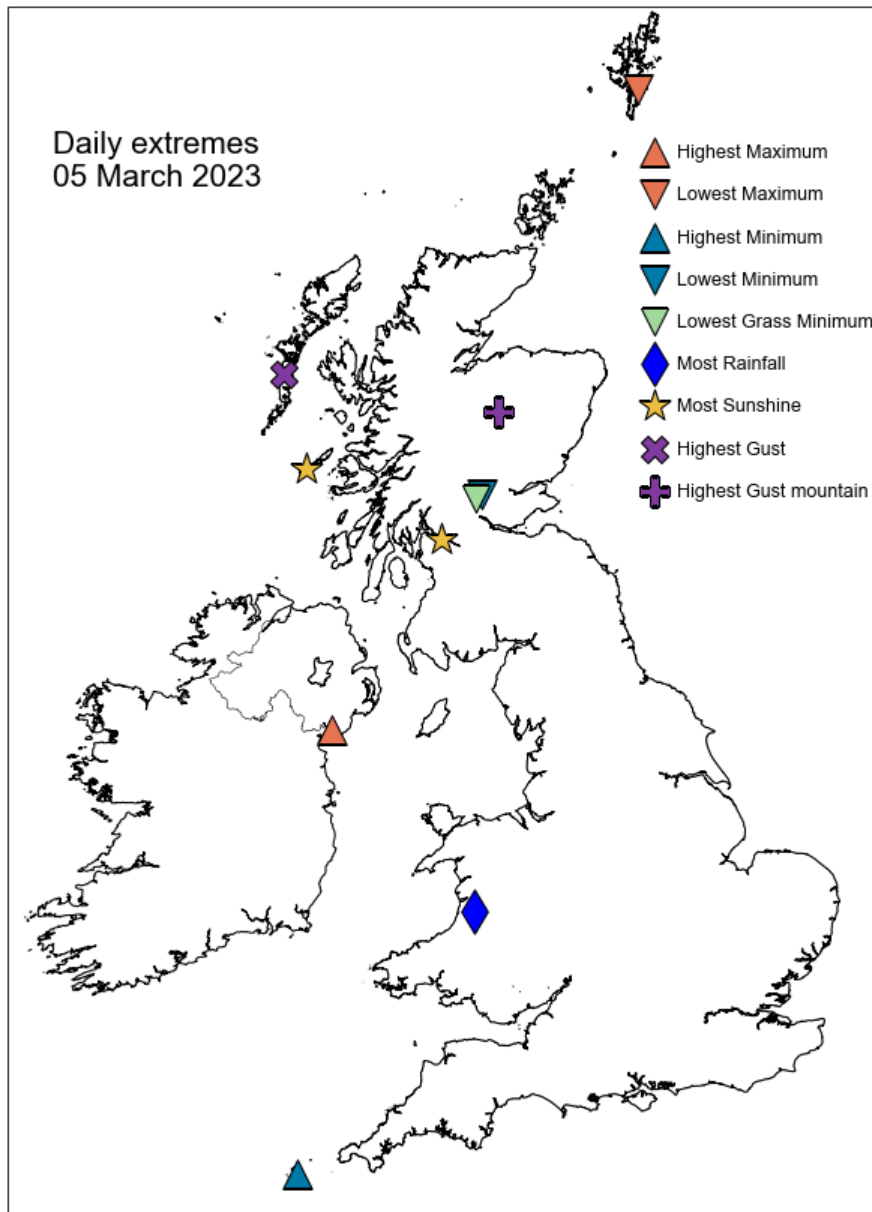 Daily extremes
05 March 2023
Highest Maximum
Lowest Maximum
Highest Minimum
Lowest Minimum
Lowest Grass Minimum
Most Rainfall
Most Sunshine
Highest Gust
Highest Gust mountain